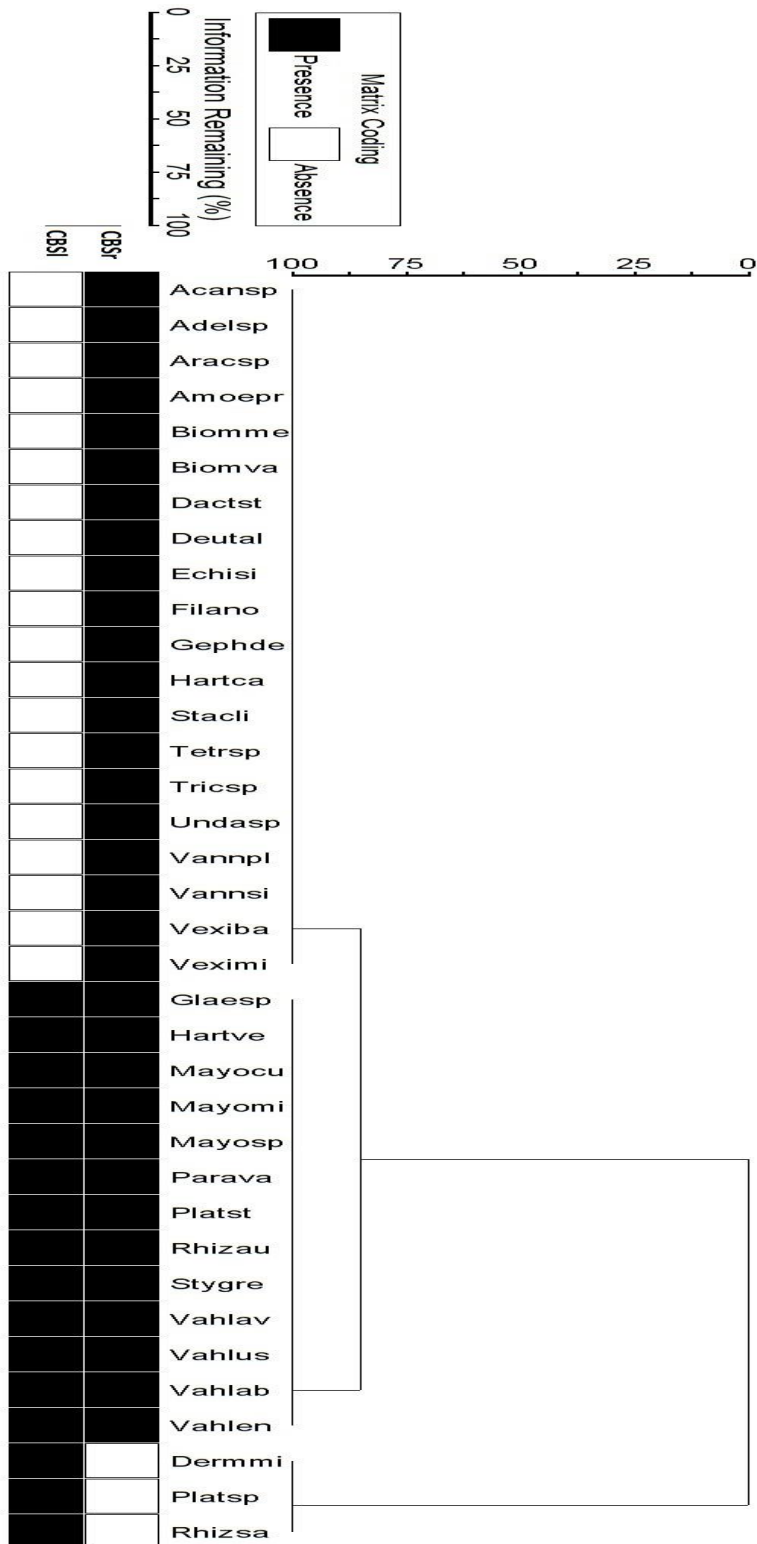 Matrix Coding
Presence
Absence
Information Remaining (%)
0
25
50
75
100
CBSr
CBSl
100
75
50
25
0
Acansp
Adelsp
Aracsp
Amoepr
Biomme
Biomva
Dactst
Deutal
Echisi
Filano
Gephde
Hartca
Stacli
Tetrsp
Tricsp
Undasp
Vannpl
Vannsi
Vexiba
Veximi
Glaesp
Hartve
Mayocu
Mayomi
Mayosp
Parava
Platst
Rhizau
Stygre
Vahlav
Vahlus
Vahlab
Vahlen
Dermmi
Platsp
Rhizsa